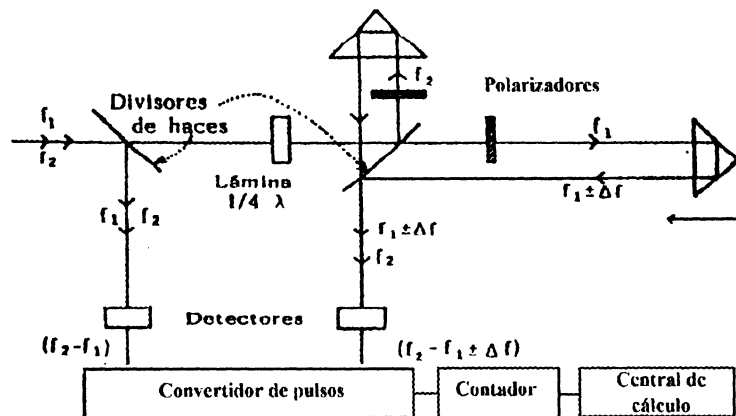 f₂
Polarizadores
Divisores
de haces
f₁
f₂
f₁
Lámina
1/4 λ
f₁ ± Δf
f₁ f₂
f₁ ± Δf
f₂
Detectores
(f₂-f₁)
(f₂ - f₁ ± Δf)
Convertidor de pulsos
Contador
Central de
cálculo